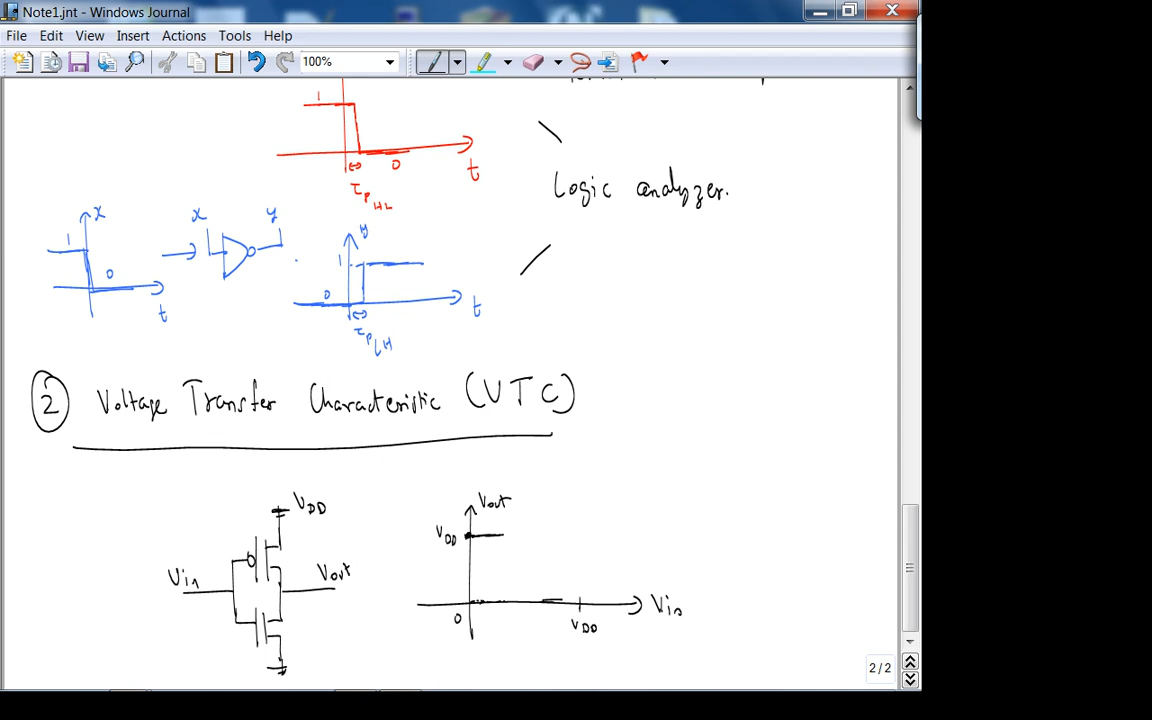 Note1.jnt - Windows Journal
File Edit View Insert Actions Tools Help
100%
1
0
t
τPHL
Logic analyzer.
x
1
0
t
x
y
y
1
0
t
τPLH
2 Voltage Transfer Characteristic (VTC)
VDD
Vin
Vout
Vout
VDD
0
VDD
Vin
2 / 2